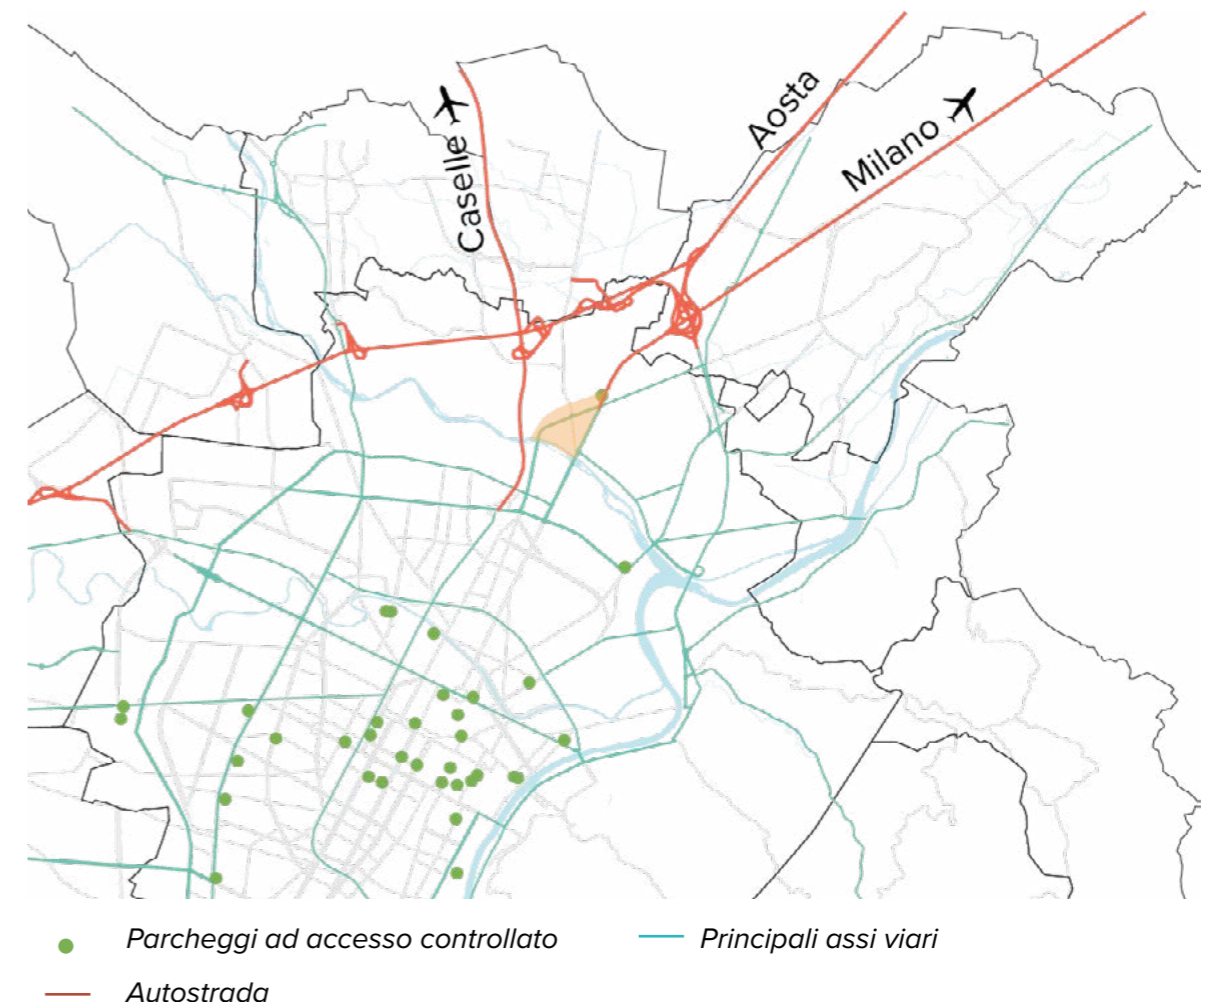 Aosta
Milano
Caselle
Parcheggi ad accesso controllato
Principali assi viari
Autostrada